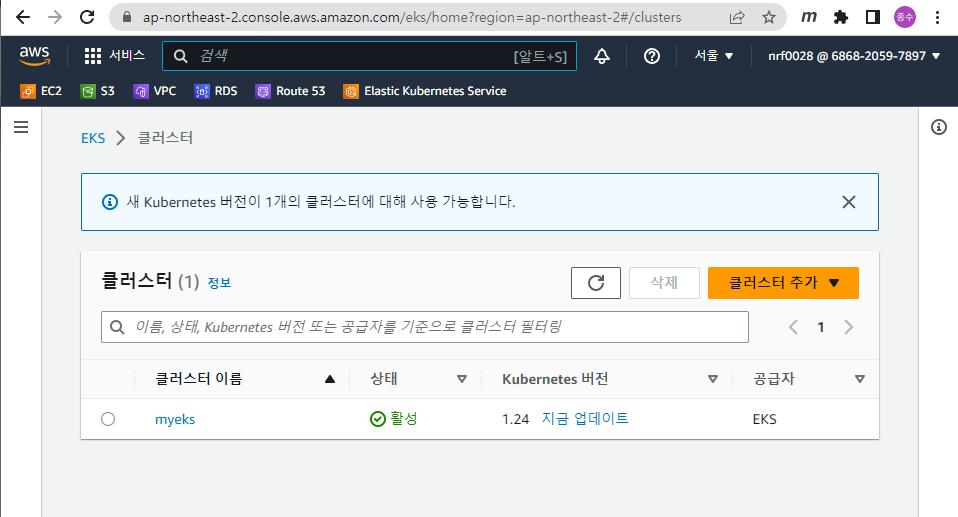 ap-northeast-2.console.aws.amazon.com/eks/home?region=ap-northeast-2#/clusters
m
종수
aws
서비스
검색
[알트+S]
서울
nrf0028 @ 6868-2059-7897
EC2
S3
VPC
RDS
Route 53
Elastic Kubernetes Service
EKS
클러스터
새 Kubernetes 버전이 1개의 클러스터에 대해 사용 가능합니다.
클러스터 (1) 정보
삭제
클러스터 추가
이름, 상태, Kubernetes 버전 또는 공급자를 기준으로 클러스터 필터링
1
클러스터 이름
상태
Kubernetes 버전
공급자
myeks
활성
1.24 지금 업데이트
EKS